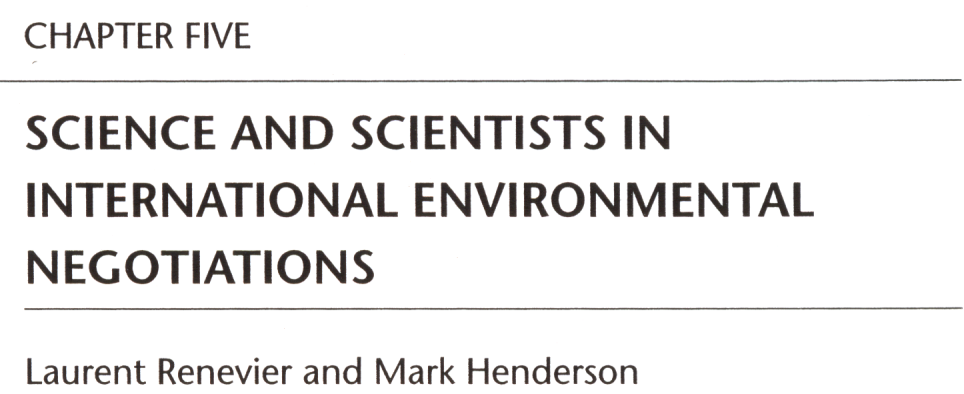 CHAPTER FIVE
SCIENCE AND SCIENTISTS IN
INTERNATIONAL ENVIRONMENTAL
NEGOTIATIONS
Laurent Renevier and Mark Henderson